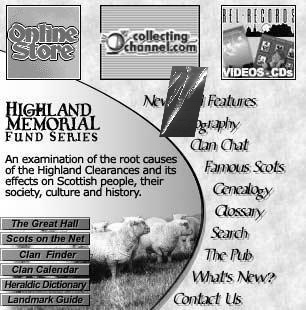 Online
Store
collecting
channel.com
REL-RECORDS
VIDEOS-CDs
HIGHLAND
MEMORIAL
FUND SERIES
An examination of the root causes
of the Highland Clearances and its
effects on Scottish people, their
society, culture and history.
The Great Hall
Scots on the Net
Clan Finder
Clan Calendar
Heraldic Dictionary
Landmark Guide
Features
Clan Chat
Famous Scots
Genealogy
Glossary
Search
The Pub
What's New?
Contact Us